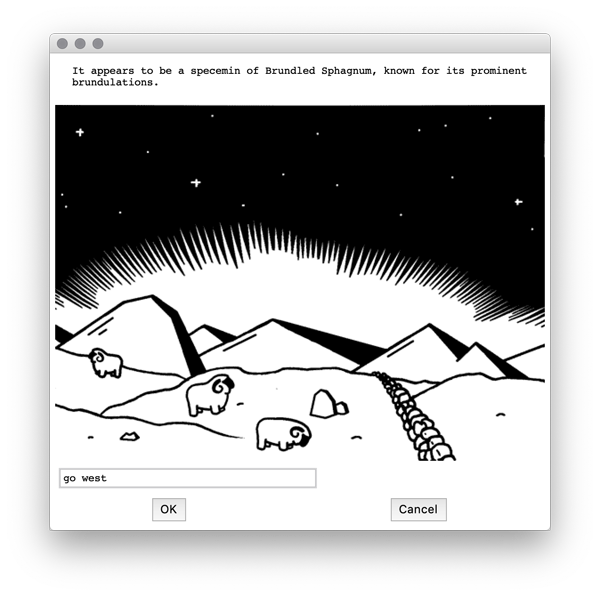 It appears to be a specemin of Brundled Sphagnum, known for its prominent
brundulations.
go west
OK Cancel